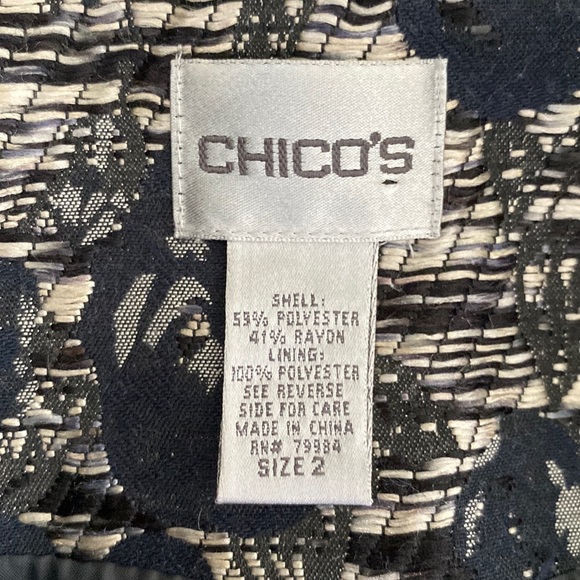 CHICO'S
SHELL:
59% POLYESTER
41% RAYON
LINING:
100% POLYESTER
SEE REVERSE
SIDE FOR CARE
MADE IN CHINA
RN# 79984
SIZE 2